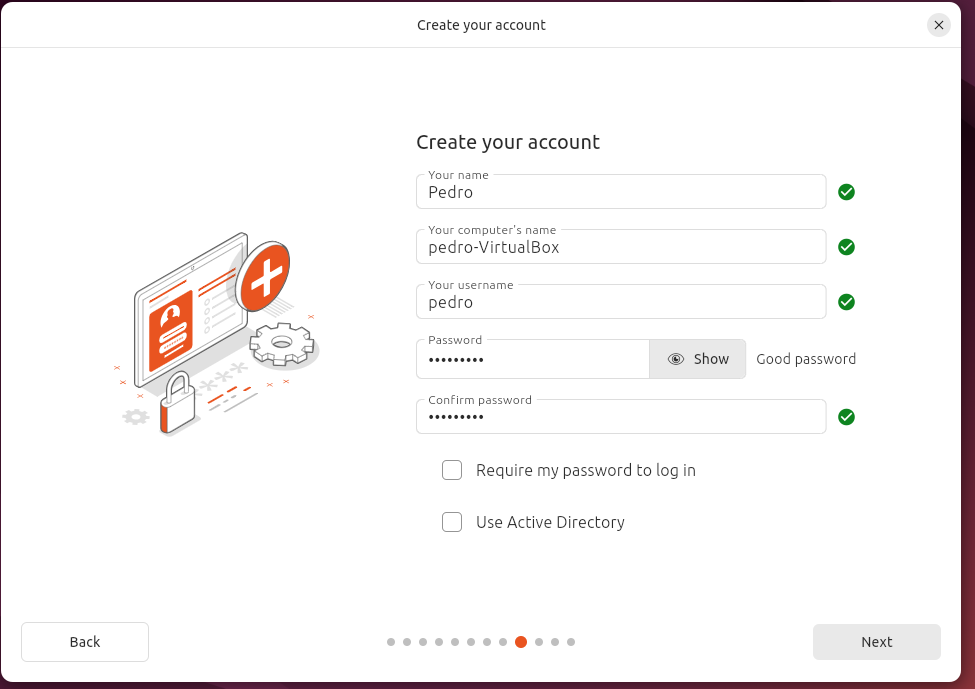 Create your account
Create your account
Your name
Pedro
Your computer's name
pedro-VirtualBox
Your username
pedro
Password
•••••••••
Show
Good password
Confirm password
•••••••••
Require my password to log in
Use Active Directory
Back
Next